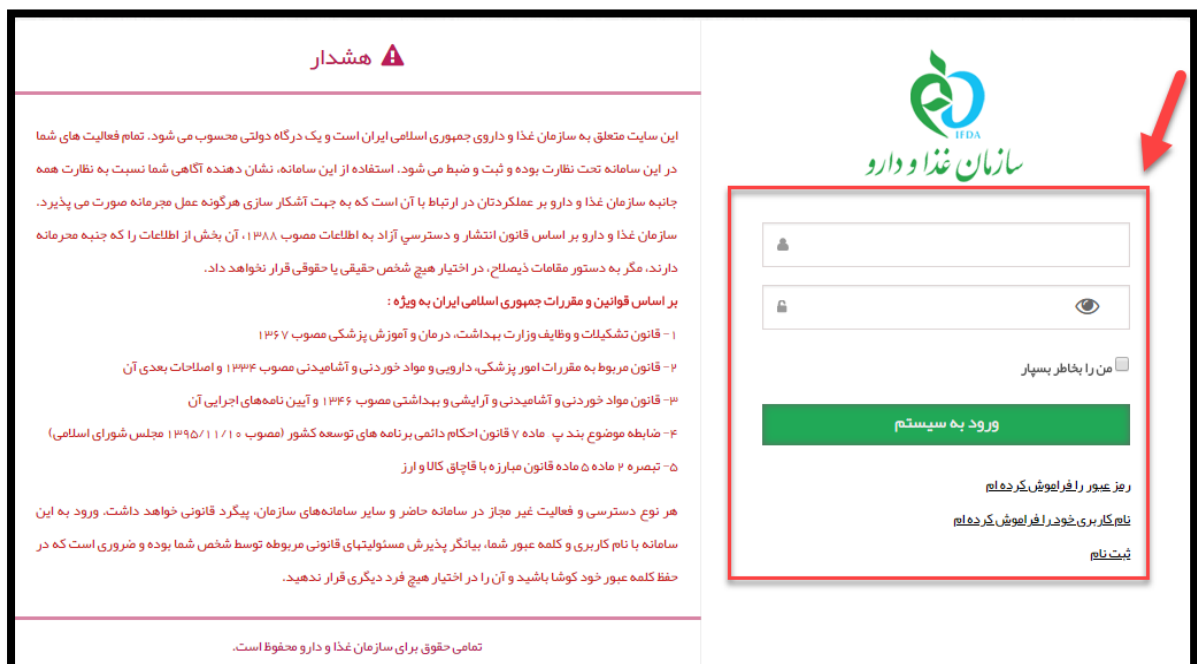 هشدار
این سایت متعلق به سازمان غذا و داروی جمهوری اسلامی ایران است و یک درگاه دولتی محسوب می شود. تمام فعالیت های شما
در این سامانه تحت نظارت بوده و ثبت و ضبط می شود. استفاده از این سامانه، نشان دهنده آگاهی شما نسبت به نظارت همه
جانبه سازمان غذا و دارو بر عملکردتان در ارتباط با آن است که به جهت آشکار سازی هرگونه عمل مجرمانه صورت می پذیرد.
سازمان غذا و دارو بر اساس قانون انتشار و دسترسي آزاد به اطلاعات مصوب ۱۳۸۸، آن بخش از اطلاعات را که جنبه محرمانه
دارند، مگر به دستور مقامات ذیصلاح، در اختیار هیچ شخص حقیقی یا حقوقی قرار نخواهد داد.
بر اساس قوانین و مقررات جمهوری اسلامی ایران به ویژه :
۱- قانون تشکیلات و وظایف وزارت بهداشت، درمان و آموزش پزشکی مصوب ۱۳۶۷
۲- قانون مربوط به مقررات امور پزشکی، دارویی و مواد خوردنی و آشامیدنی مصوب ۱۳۳۴ و اصلاحات بعدی آن
۳- قانون مواد خوردنی و آشامیدنی و آرایشی و بهداشتی مصوب ۱۳۴۶ و آیین نامه‌های اجرایی آن
۴- ضابطه موضوع بند پ ماده ۷ قانون احکام دائمی برنامه های توسعه کشور (مصوب ۱۳۹۵/۱۱/۱۰ مجلس شورای اسلامی)
۵- تبصره ۲ ماده ۵ ماده قانون مبارزه با قاچاق کالا و ارز
هر نوع دسترسی و فعالیت غیر مجاز در سامانه حاضر و سایر سامانه‌های سازمان، پیگرد قانونی خواهد داشت. ورود به این
سامانه با نام کاربری و کلمه عبور شما، بیانگر پذیرش مسئولیتهای قانونی مربوطه توسط شخص شما بوده و ضروری است که در
حفظ کلمه عبور خود کوشا باشید و آن را در اختیار هیچ فرد دیگری قرار ندهید.
تمامی حقوق برای سازمان غذا و دارو محفوظ است.
IFDA
سازمان غذا و دارو
من را بخاطر بسپار
ورود به سیستم
رمز عبور را فراموش کرده ام
نام کاربری خود را فراموش کرده ام
ثبت نام